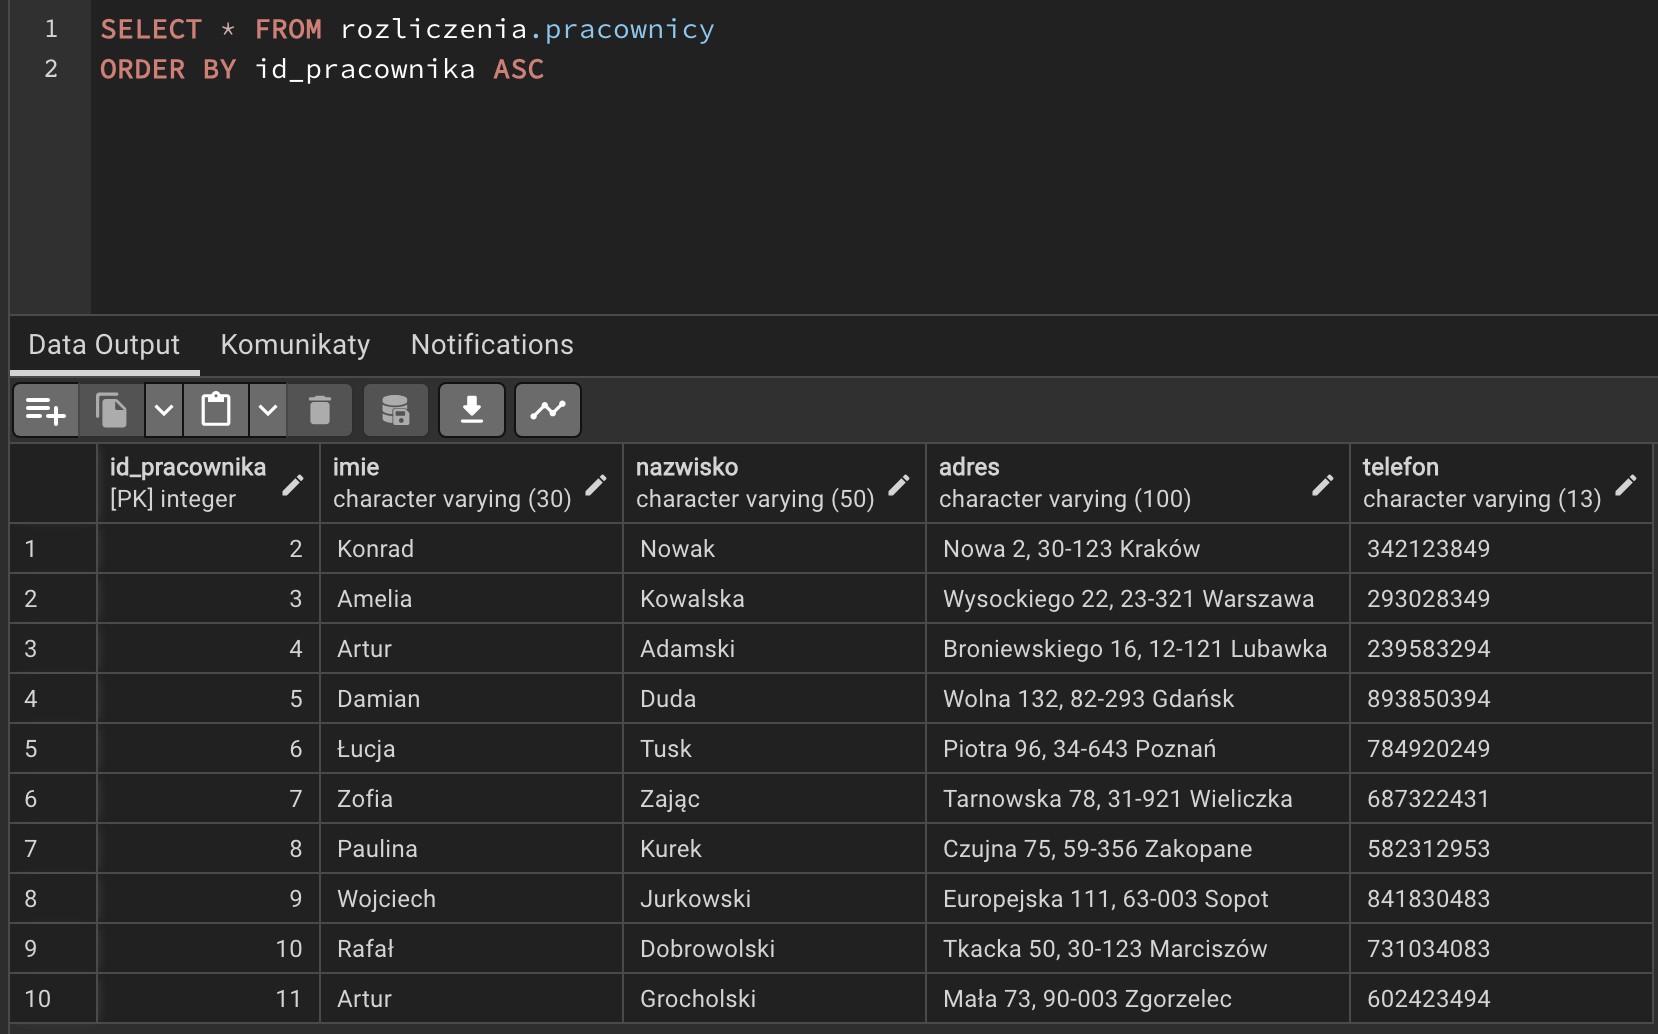 1 SELECT * FROM rozliczenia.pracownicy
2 ORDER BY id_pracownika ASC
Data Output Komunikaty Notifications
id_pracownika imie nazwisko adres telefon
[PK] integer character varying (30) character varying (50) character varying (100) character varying (13)
1 2 Konrad Nowak Nowa 2, 30-123 Kraków 342123849
2 3 Amelia Kowalska Wysockiego 22, 23-321 Warszawa 293028349
3 4 Artur Adamski Broniewskiego 16, 12-121 Lubawka 239583294
4 5 Damian Duda Wolna 132, 82-293 Gdańsk 893850394
5 6 Łucja Tusk Piotra 96, 34-643 Poznań 784920249
6 7 Zofia Zając Tarnowska 78, 31-921 Wieliczka 687322431
7 8 Paulina Kurek Czujna 75, 59-356 Zakopane 582312953
8 9 Wojciech Jurkowski Europejska 111, 63-003 Sopot 841830483
9 10 Rafał Dobrowolski Tkacka 50, 30-123 Marciszów 731034083
10 11 Artur Grocholski Mała 73, 90-003 Zgorzelec 602423494